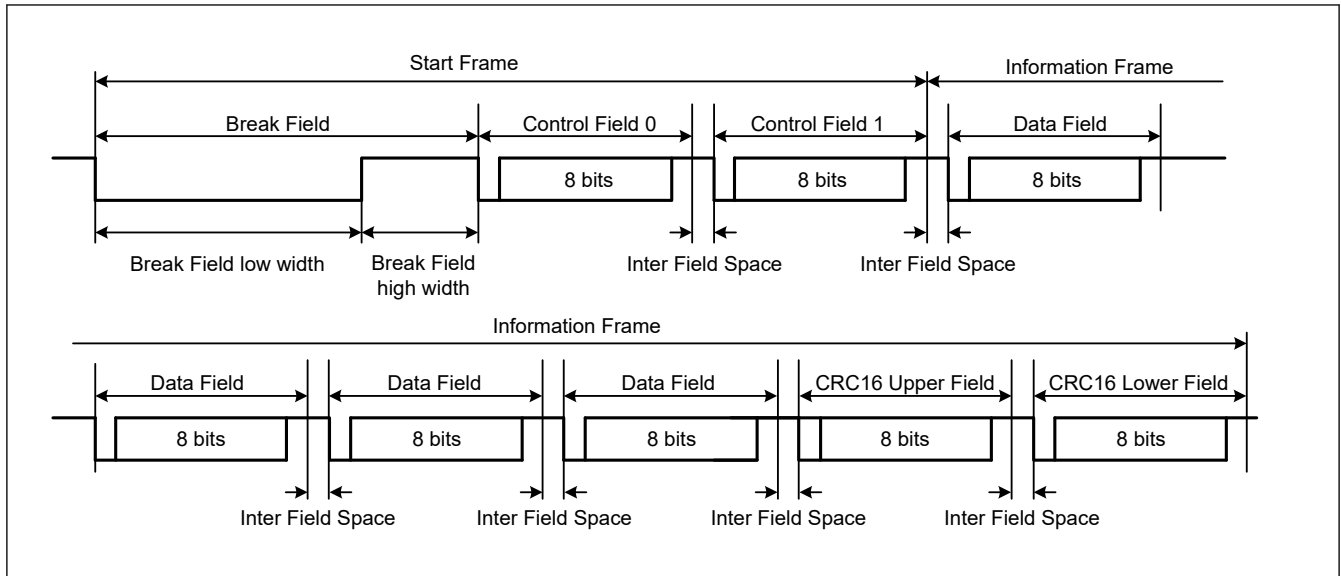 Start Frame
Information Frame
Break Field
Control Field 0
Control Field 1
Data Field
8 bits
8 bits
8 bits
Break Field low width
Break Field
high width
Inter Field Space
Inter Field Space
Information Frame
Data Field
Data Field
Data Field
CRC16 Upper Field
CRC16 Lower Field
8 bits
8 bits
8 bits
8 bits
8 bits
Inter Field Space
Inter Field Space
Inter Field Space
Inter Field Space